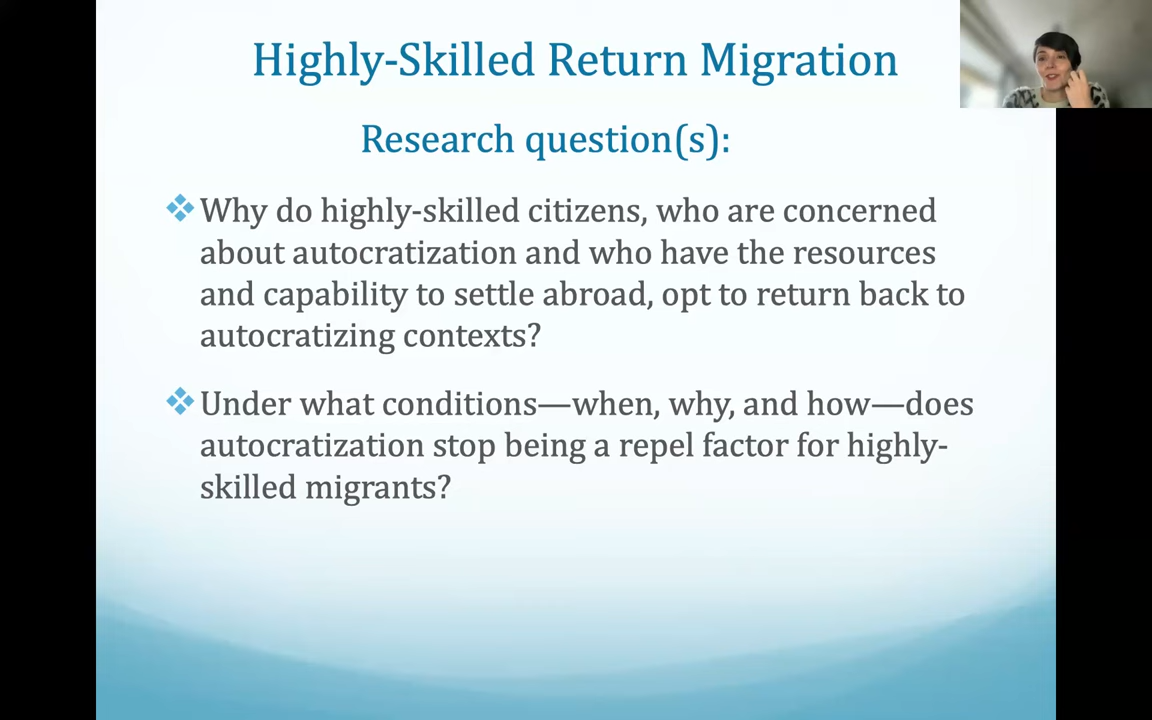 Highly-Skilled Return Migration
Research question(s):
Why do highly-skilled citizens, who are concerned
about autocratization and who have the resources
and capability to settle abroad, opt to return back to
autocratizing contexts?
Under what conditions—when, why, and how—does
autocratization stop being a repel factor for highly-
skilled migrants?